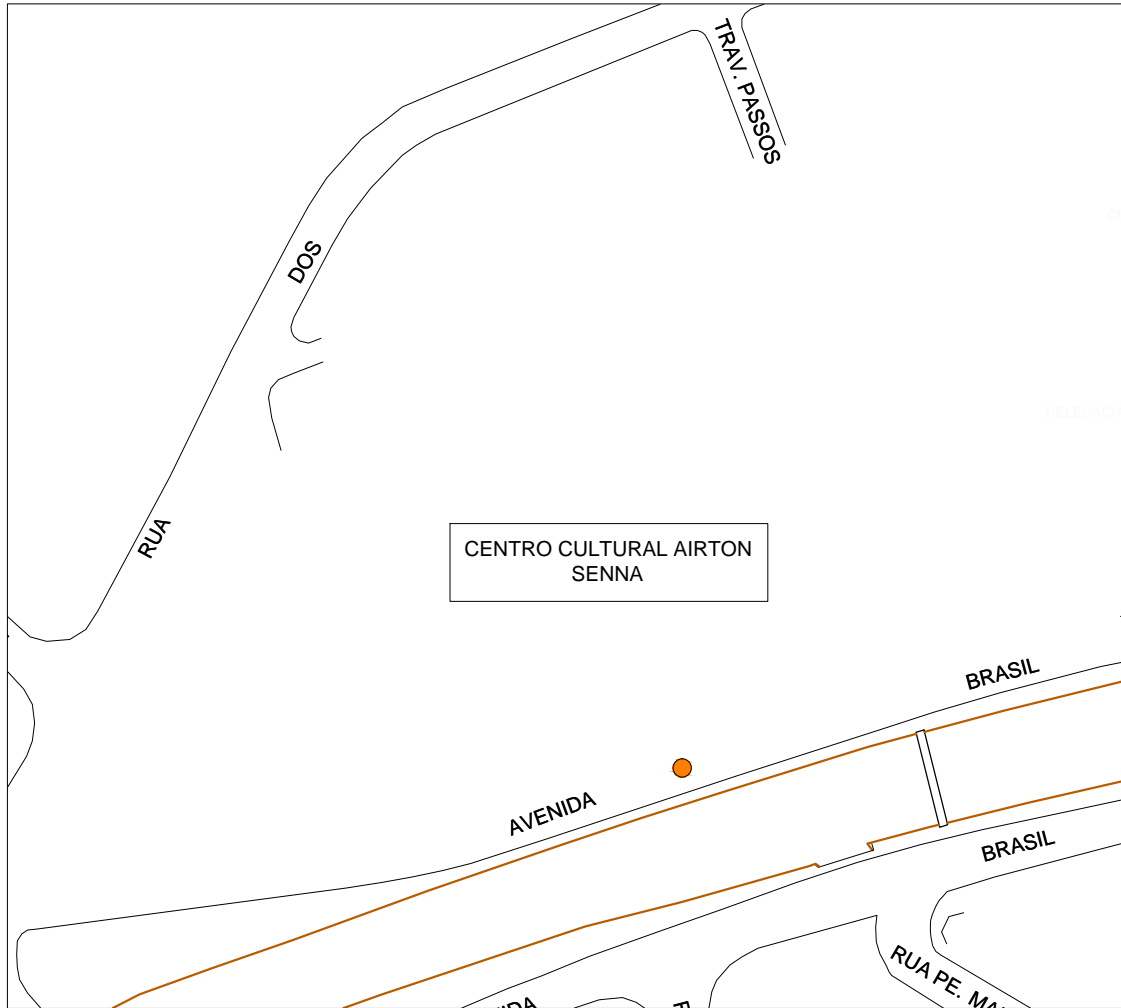 TRAV. PASSOS
DOS
RUA
CENTRO CULTURAL AIRTON
SENNA
BRASIL
AVENIDA
BRASIL
RUA PE.